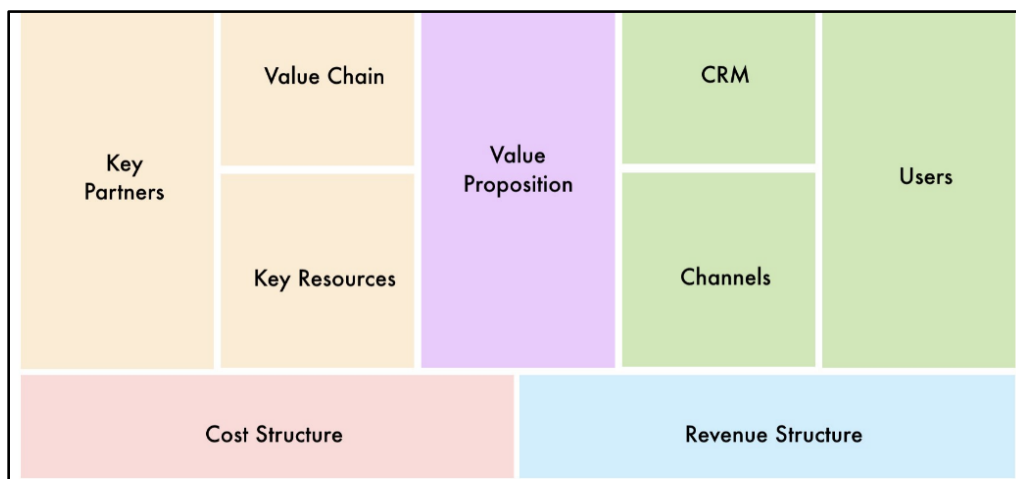 Key
Partners
Value Chain
Key Resources
Value
Proposition
CRM
Channels
Users
Cost Structure
Revenue Structure